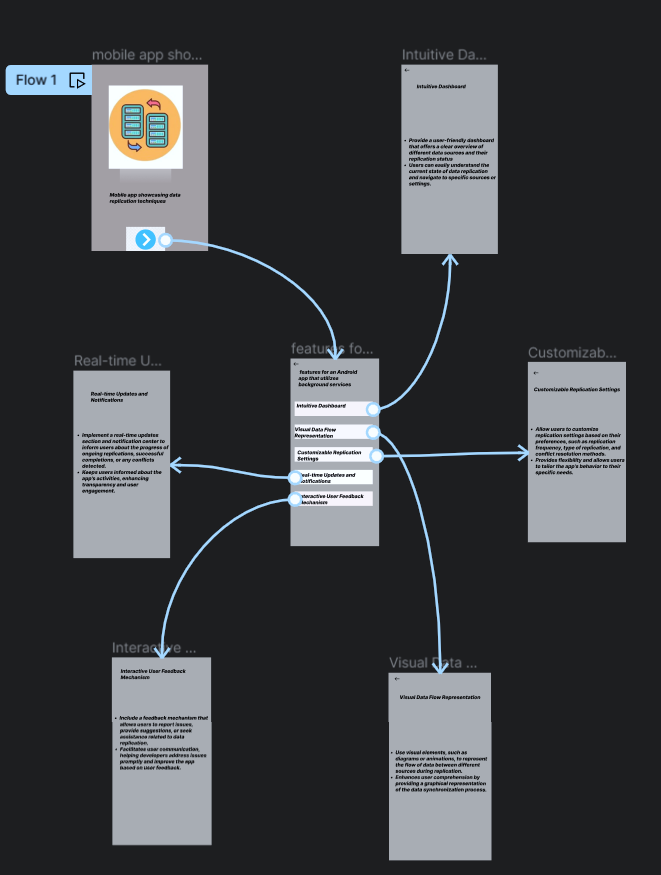 mobile app sho...
Flow 1
Mobile app showcasing data
replication techniques
Intuitive Da...
←
Intuitive Dashboard
• Provide a user-friendly dashboard
that offers a clear overview of
different data sources and their
replication status
• Users can easily understand the
current state of data replication
and navigate to specific sources or
settings.
features fo...
←
features for an Android
app that utilizes
background services
Intuitive Dashboard
Visual Data Flow
Representation
Customizable Replication
Settings
Real-time Updates and
Notifications
Interactive User Feedback
Mechanism
Real-time U...
Real-time Updates and
Notifications
• Implement a real-time updates
section and notification center to
inform users about the progress of
ongoing replications, successful
completions, or any conflicts
detected.
• Keeps users informed about the
app's activities, enhancing
transparency and user
engagement.
Customizab...
←
Customizable Replication Settings
• Allow users to customize
replication settings based on their
preferences, such as replication
frequency, type of replication, and
conflict resolution methods.
• Provides flexibility and allows users
to tailor the app's behavior to their
specific needs.
Interactive ...
Interactive User Feedback
Mechanism
• Include a feedback mechanism that
allows users to report issues,
provide suggestions, or seek
assistance related to data
replication.
• Facilitates user communication,
helping developers address issues
promptly and improve the app
based on user feedback.
Visual Data ...
←
Visual Data Flow Representation
• Use visual elements, such as
diagrams or animations, to represent
the flow of data between different
sources during replication.
• Enhances user comprehension by
providing a graphical representation
of the data synchronization process.